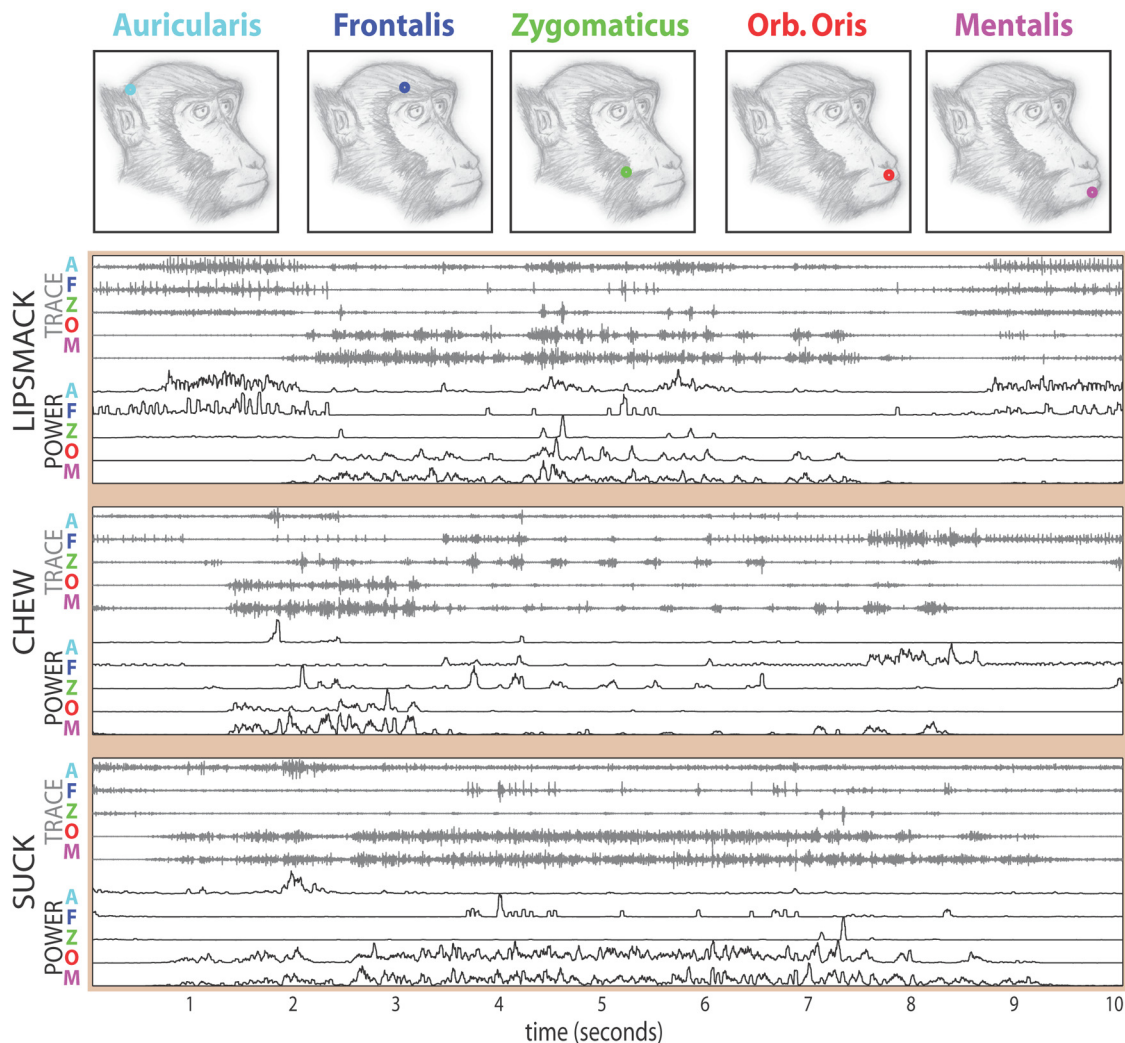 Auricularis Frontalis Zygomaticus Orb. Oris Mentalis
LIPSMACK
TRACE
A
F
Z
O
M
POWER
A
F
Z
O
M
CHEW
TRACE
A
F
Z
O
M
POWER
A
F
Z
O
M
SUCK
TRACE
A
F
Z
O
M
POWER
A
F
Z
O
M
1 2 3 4 5 6 7 8 9 10
time (seconds)